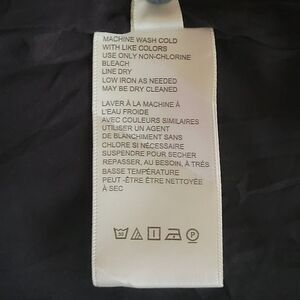 MACHINE WASH COLD
WITH LIKE COLORS
USE ONLY NON-CHLORINE
BLEACH
LINE DRY
LOW IRON AS NEEDED
MAY BE DRY CLEANED
LAVER À LA MACHINE À
L'EAU FROIDE
AVEC COULEURS SIMILAIRES
UTILISER UN AGENT
DE BLANCHIMENT SANS
CHLORE SI NÉCESSAIRE
SUSPENDRE POUR SECHER
REPASSER, AU BESOIN, À TRÉS
BASSE TEMPÉRATURE
PEUT -ÊTRE ÊTRE NETTOYÉE
À SEC